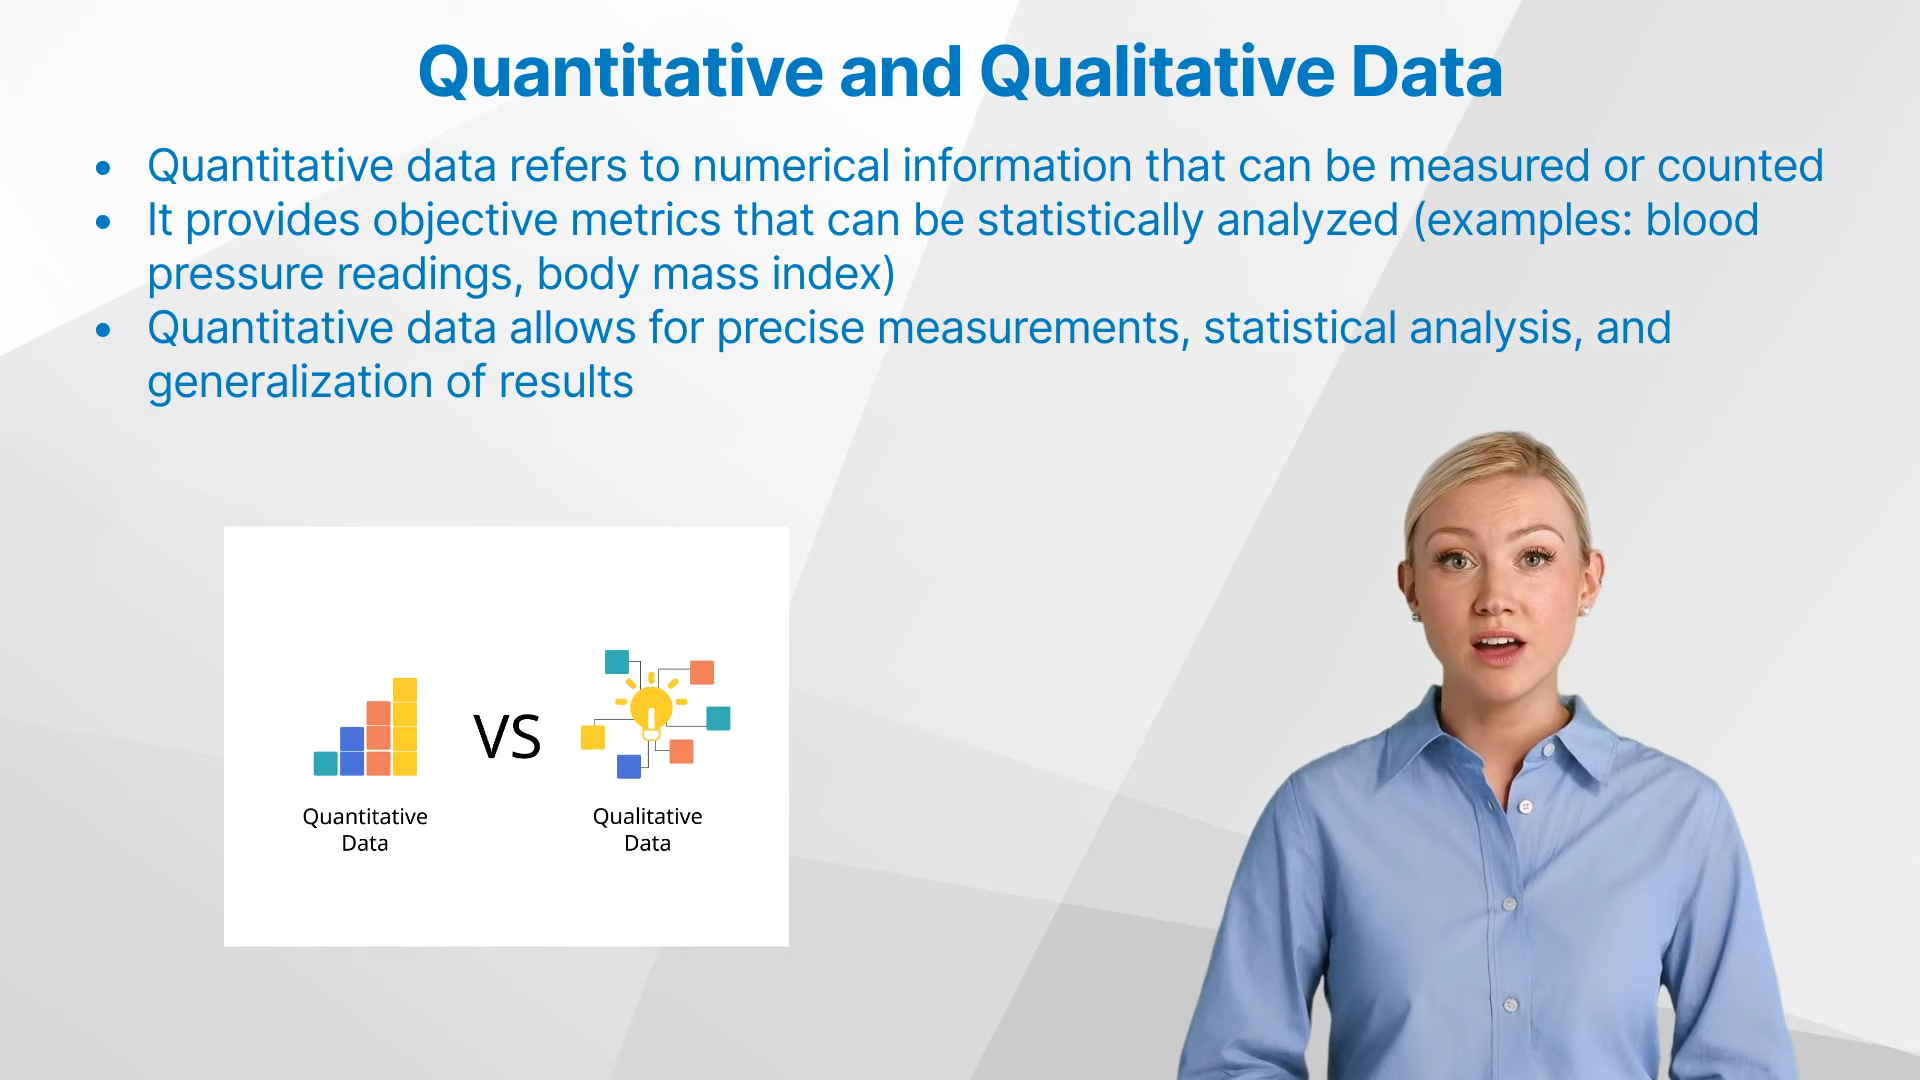 Quantitative and Qualitative Data
• Quantitative data refers to numerical information that can be measured or counted
• It provides objective metrics that can be statistically analyzed (examples: blood
pressure readings, body mass index)
• Quantitative data allows for precise measurements, statistical analysis, and
generalization of results
VS
Quantitative
Data
Qualitative
Data